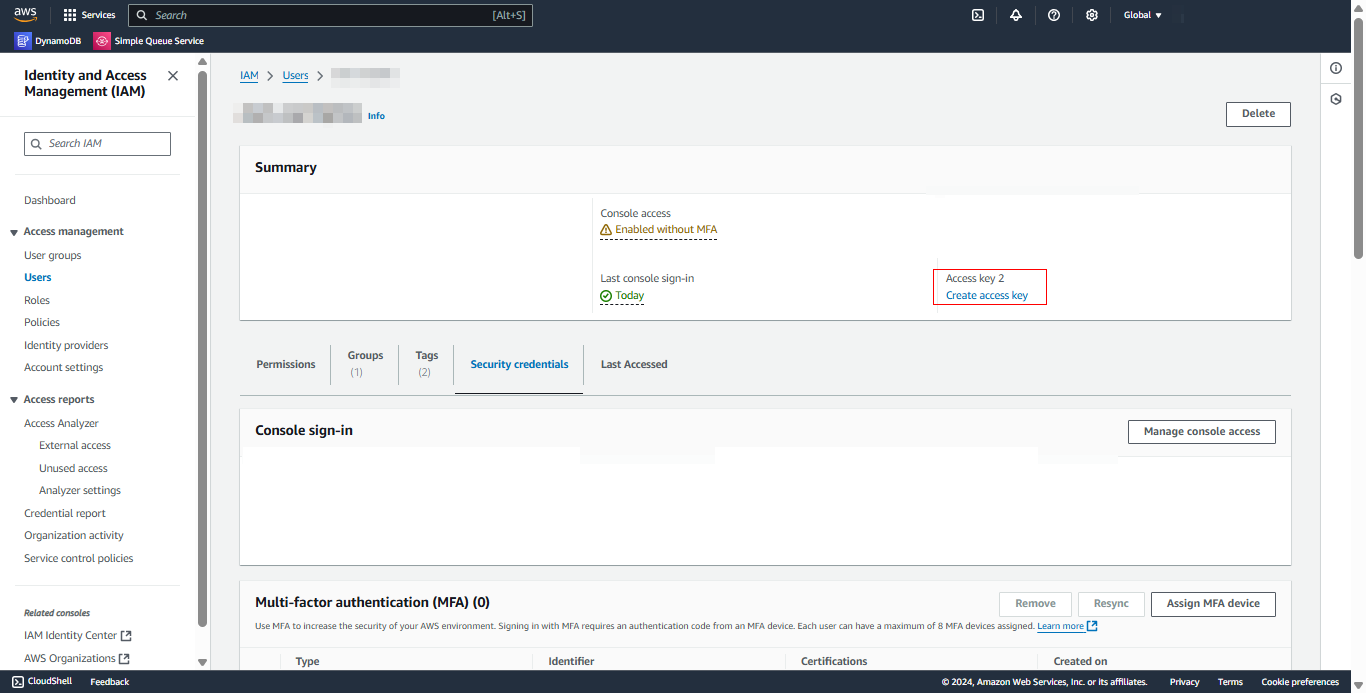 aws
Services
Search
[Alt+S]
Global
DynamoDB
Simple Queue Service
Identity and Access
Management (IAM)
Search IAM
Dashboard
Access management
User groups
Users
Roles
Policies
Identity providers
Account settings
Access reports
Access Analyzer
External access
Unused access
Analyzer settings
Credential report
Organization activity
Service control policies
Related consoles
IAM Identity Center
AWS Organizations
IAM > Users >
Info
Delete
Summary
Console access
Enabled without MFA
Last console sign-in
Today
Access key 2
Create access key
Permissions
Groups
(1)
Tags
(2)
Security credentials
Last Accessed
Console sign-in
Manage console access
Multi-factor authentication (MFA) (0)
Remove
Resync
Assign MFA device
Use MFA to increase the security of your AWS environment. Signing in with MFA requires an authentication code from an MFA device. Each user can have a maximum of 8 MFA devices assigned. Learn more
Type
Identifier
Certifications
Created on
CloudShell
Feedback
© 2024, Amazon Web Services, Inc. or its affiliates.
Privacy
Terms
Cookie preferences